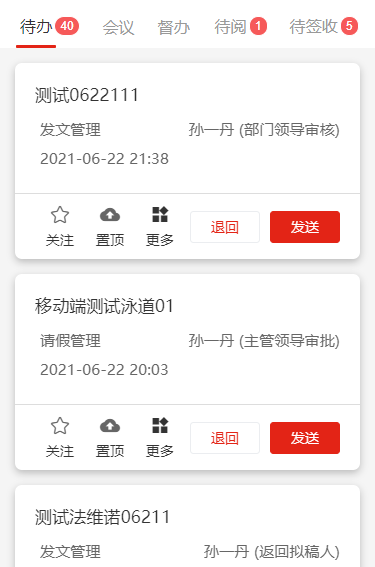 待办 40 会议 督办 待阅 1 待签收 5
测试0622111
发文管理 孙一丹 (部门领导审核)
2021-06-22 21:38
关注 置顶 更多 退回 发送
移动端测试泳道01
请假管理 孙一丹 (主管领导审批)
2021-06-22 20:03
关注 置顶 更多 退回 发送
测试法维诺06211
发文管理 孙一丹 (返回拟稿人)